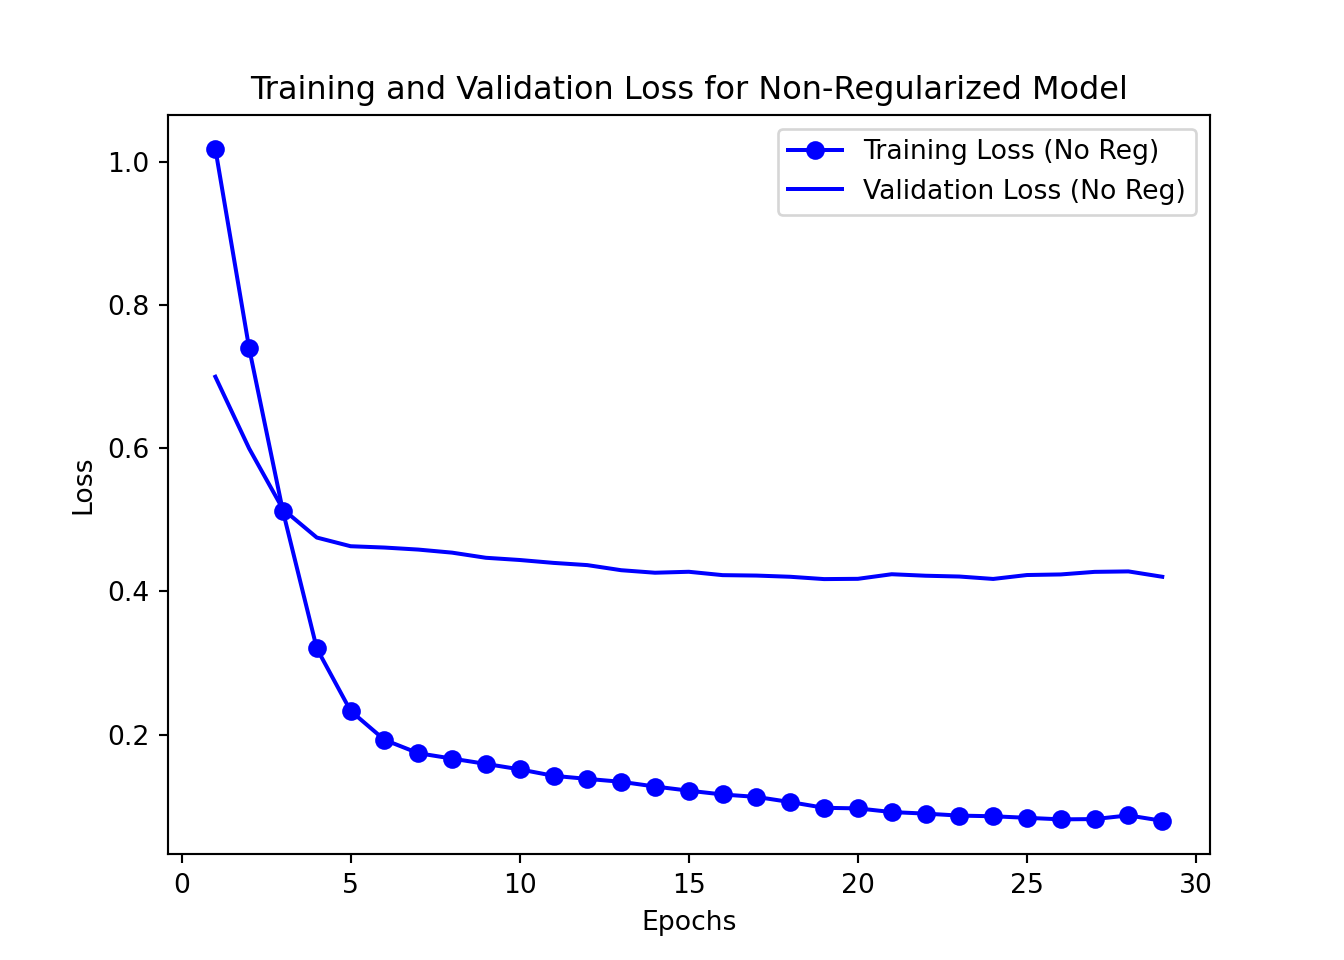 Training and Validation Loss for Non-Regularized Model
Training Loss (No Reg)
Validation Loss (No Reg)
1.0
0.8
0.6
0.4
0.2
Loss
0 5 10 15 20 25 30
Epochs